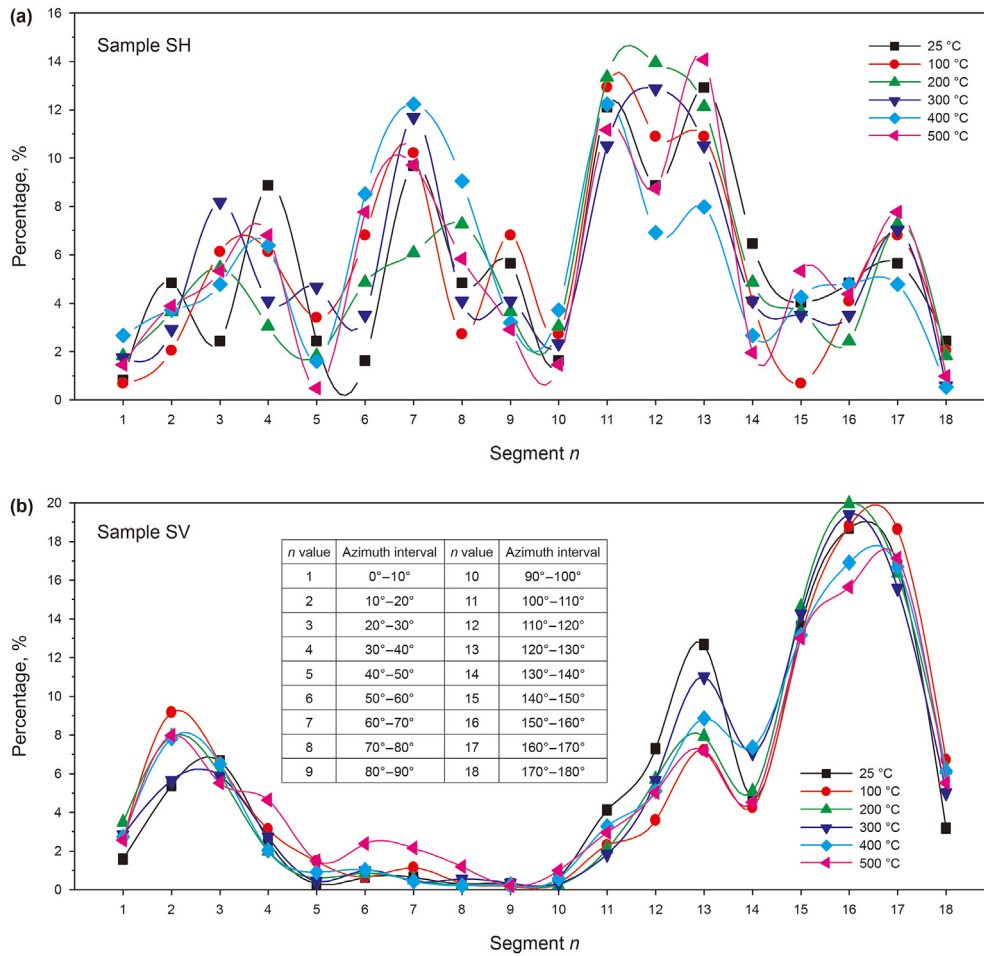 (a)
Sample SH
Percentage, %
16
14
12
10
8
6
4
2
0
25 °C
100 °C
200 °C
300 °C
400 °C
500 °C
1 2 3 4 5 6 7 8 9 10 11 12 13 14 15 16 17 18
Segment n
(b)
Sample SV
Percentage, %
20
18
16
14
12
10
8
6
4
2
0
n value Azimuth interval n value Azimuth interval
1 0°–10° 10 90°–100°
2 10°–20° 11 100°–110°
3 20°–30° 12 110°–120°
4 30°–40° 13 120°–130°
5 40°–50° 14 130°–140°
6 50°–60° 15 140°–150°
7 60°–70° 16 150°–160°
8 70°–80° 17 160°–170°
9 80°–90° 18 170°–180°
25 °C
100 °C
200 °C
300 °C
400 °C
500 °C
1 2 3 4 5 6 7 8 9 10 11 12 13 14 15 16 17 18
Segment n